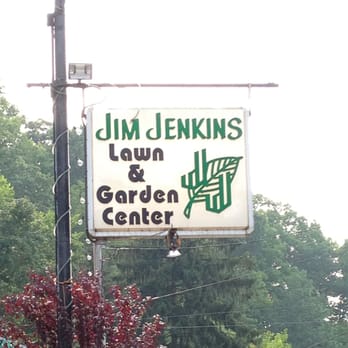 JIM JENKINS
Lawn
&
Garden
Center